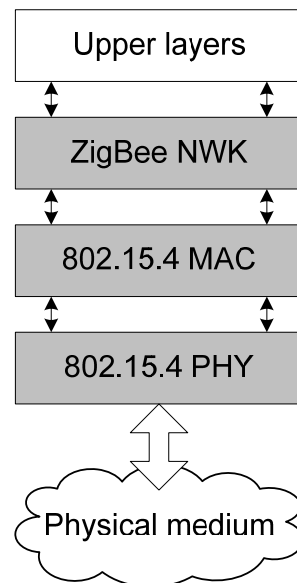 Upper layers
ZigBee NWK
802.15.4 MAC
802.15.4 PHY
Physical medium